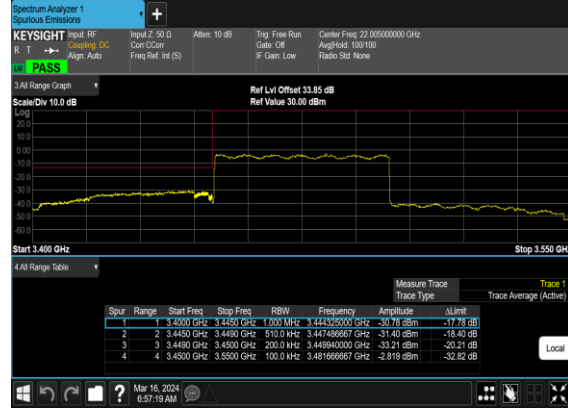 Spectrum Analyzer 1
Spurious Emissions
+
KEYSIGHT Input: RF Input Z: 50 Ω Atten: 10 dB Trig: Free Run Center Freq: 22.005000000 GHz
R T Coupling: DC Corr CCorr Gate: Off Avg|Hold: 100/100
Align: Auto Freq Ref: Int (S) IF Gain: Low Radio Std: None
PASS
3 All Range Graph Ref Lvl Offset 33.85 dB
Scale/Div 10.0 dB Ref Value 30.00 dBm
Log
20.0
10.0
0.00
-10.0
-20.0
-30.0
-40.0
-50.0
-60.0
Start 3.400 GHz Stop 3.550 GH
4 All Range Table
Measure Trace Trace 1
Trace Type Trace Average (Active)
Spur Range Start Freq Stop Freq RBW Frequency Amplitude ΔLimit
1 1 3.4000 GHz 3.4450 GHz 1.000 MHz 3.444325000 GHz -30.78 dBm -17.78 dB
2 2 3.4450 GHz 3.4490 GHz 510.0 kHz 3.447486667 GHz -31.40 dBm -18.40 dB
3 3 3.4490 GHz 3.4500 GHz 200.0 kHz 3.449940000 GHz -33.21 dBm -20.21 dB
4 4 3.4500 GHz 3.5500 GHz 100.0 kHz 3.481666667 GHz -2.819 dBm -32.82 dB
Local
? Mar 16, 2024
6:57:19 AM